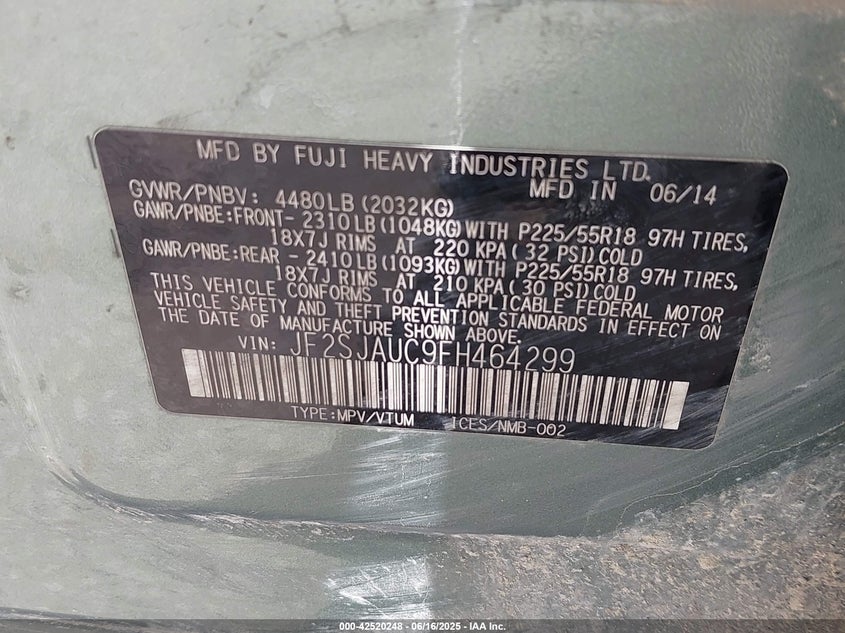 MFD BY FUJI HEAVY INDUSTRIES LTD.
MFD IN 06/14
GVWR/PNBV: 4480LB(2032KG)
GAWR/PNBE:FRONT- 2310LB(1048KG)WITH P225/55R18 97H TIRES,
18X7J RIMS AT 220 KPA(32 PSI)COLD
GAWR/PNBE:REAR - 2410LB(1093KG)WITH P225/55R18 97H TIRES,
18X7J RIMS AT 210 KPA(30 PSI)COLD
THIS VEHICLE CONFORMS TO ALL APPLICABLE FEDERAL MOTOR
VEHICLE SAFETY AND THEFT PREVENTION STANDARDS IN EFFECT ON
THE DATE OF MANUFACTURE SHOWN ABOVE.
VIN: JF2SJAUC9FH464299
TYPE:MPV/VTUM ICES/NMB-002
000-42520248 - 06/16/2025 - IAA Inc.